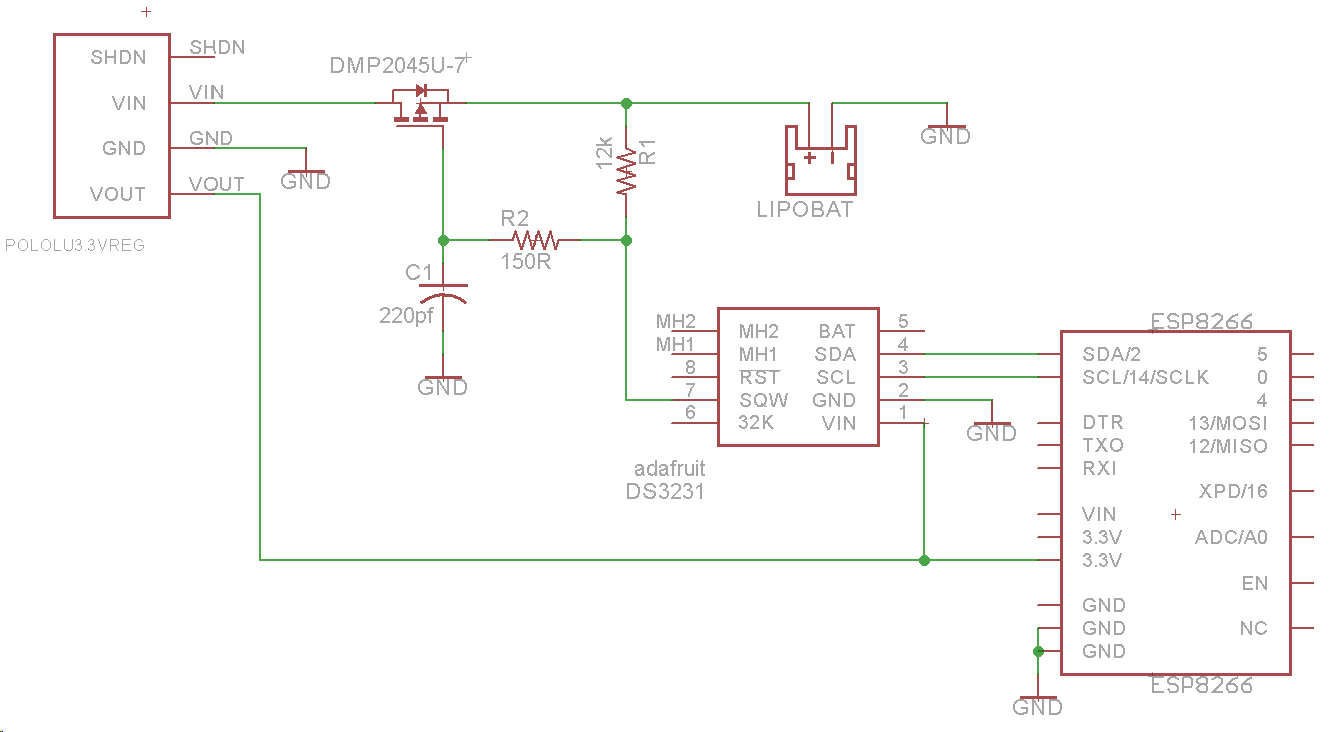 SHDN
SHDN
VIN
VIN
GND
GND
VOUT
VOUT
GND
POLOLU3.3VREG
DMP2045U-7
12k
R1
R2
150R
C1
220pf
GND
LIPOBAT
GND
MH2
MH1
8
7
6
MH2
MH1
RST
SQW
32K
BAT
SDA
SCL
GND
VIN
5
4
3
2
1
GND
adafruit
DS3231
ESP8266
SDA/2
SCL/14/SCLK
DTR
TXO
RXI
VIN
3.3V
3.3V
GND
GND
GND
5
0
4
13/MOSI
12/MISO
XPD/16
ADC/A0
EN
NC
ESP8266
GND